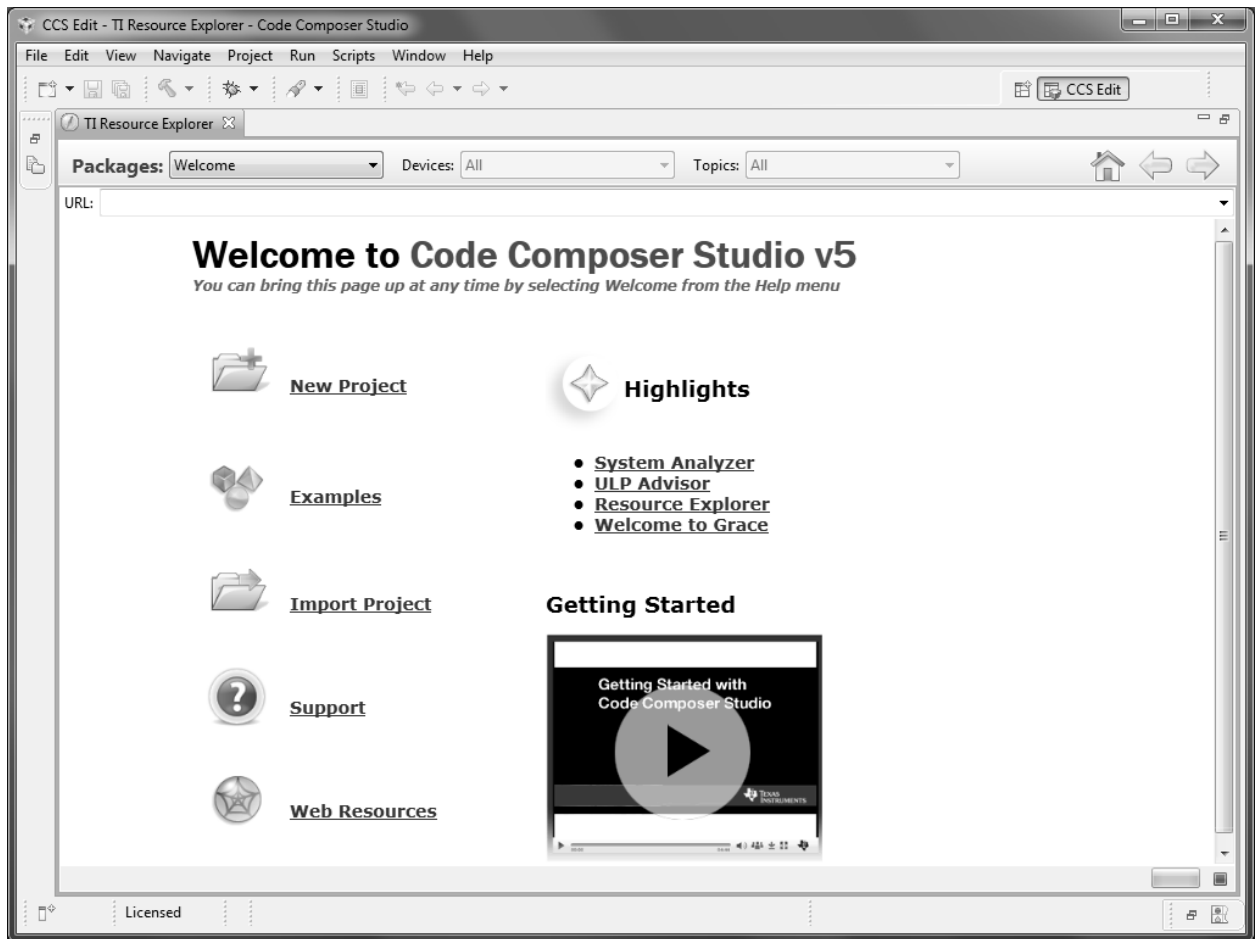 CCS Edit - TI Resource Explorer - Code Composer Studio
File Edit View Navigate Project Run Scripts Window Help
CCS Edit
TI Resource Explorer
Packages: Welcome Devices: All Topics: All
URL:
Welcome to Code Composer Studio v5
You can bring this page up at any time by selecting Welcome from the Help menu
New Project
Highlights
System Analyzer
ULP Advisor
Resource Explorer
Welcome to Grace
Examples
Import Project
Getting Started
Getting Started with
Code Composer Studio
Texas
Instruments
Support
Web Resources
Licensed